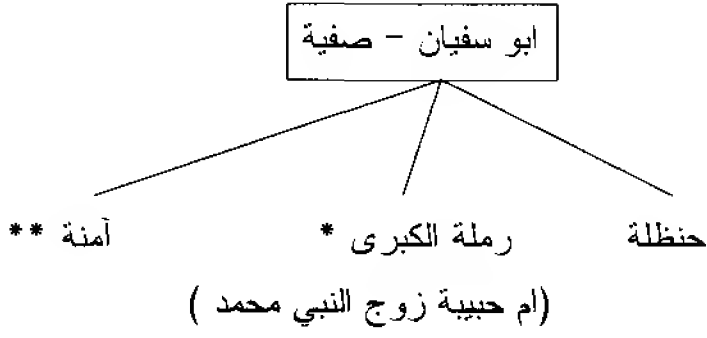 ابو سفيان - صفية
حنظلة رملة الكبرى * آمنة **
(ام حبيبة زوج النبي محمد )